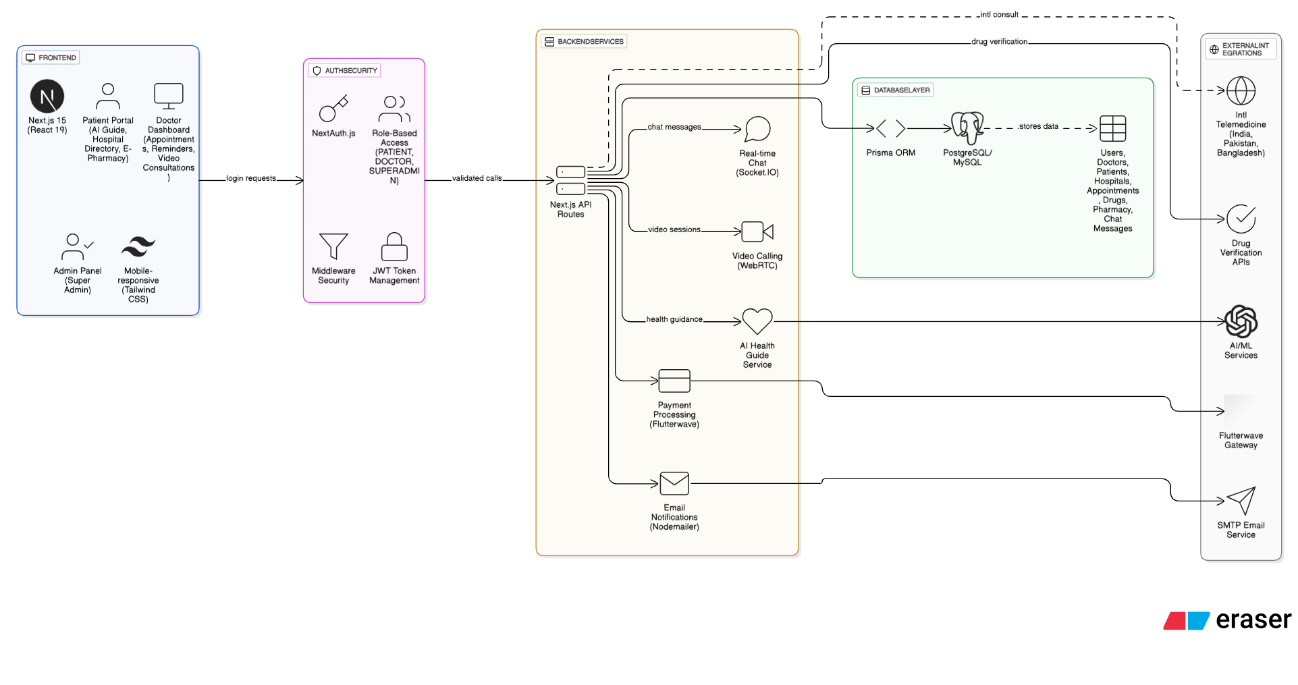 FRONTEND
Next.js 15
(React 19)
Patient Portal
(AI Guide,
Hospital
Directory, E-
Pharmacy)
Doctor
Dashboard
(Appointment
s, Reminders,
Video
Consultations
)
Admin Panel
(Super
Admin)
Mobile-
responsive
(Tailwind
CSS)
login requests
AUTHSECURITY
NextAuth.js
Role-Based
Access
(PATIENT,
DOCTOR,
SUPERADMI
N)
Middleware
Security
JWT Token
Management
validated calls
BACKENDSERVICES
Next.js API
Routes
chat messages
Real-time
Chat
(Socket.IO)
video sessions
Video Calling
(WebRTC)
health guidance
AI Health
Guide
Service
Payment
Processing
(Flutterwave)
Email
Notifications
(Nodemailer)
intl consult
drug verification
DATABASELAYER
Prisma ORM
PostgreSQL/
MySQL
stores data
Users,
Doctors,
Patients,
Hospitals,
Appointments
, Drugs,
Pharmacy,
Chat
Messages
EXTERNALINT
EGRATIONS
Intl
Telemedicine
(India,
Pakistan,
Bangladesh)
Drug
Verification
APIs
AI/ML
Services
Flutterwave
Gateway
SMTP Email
Service
eraser